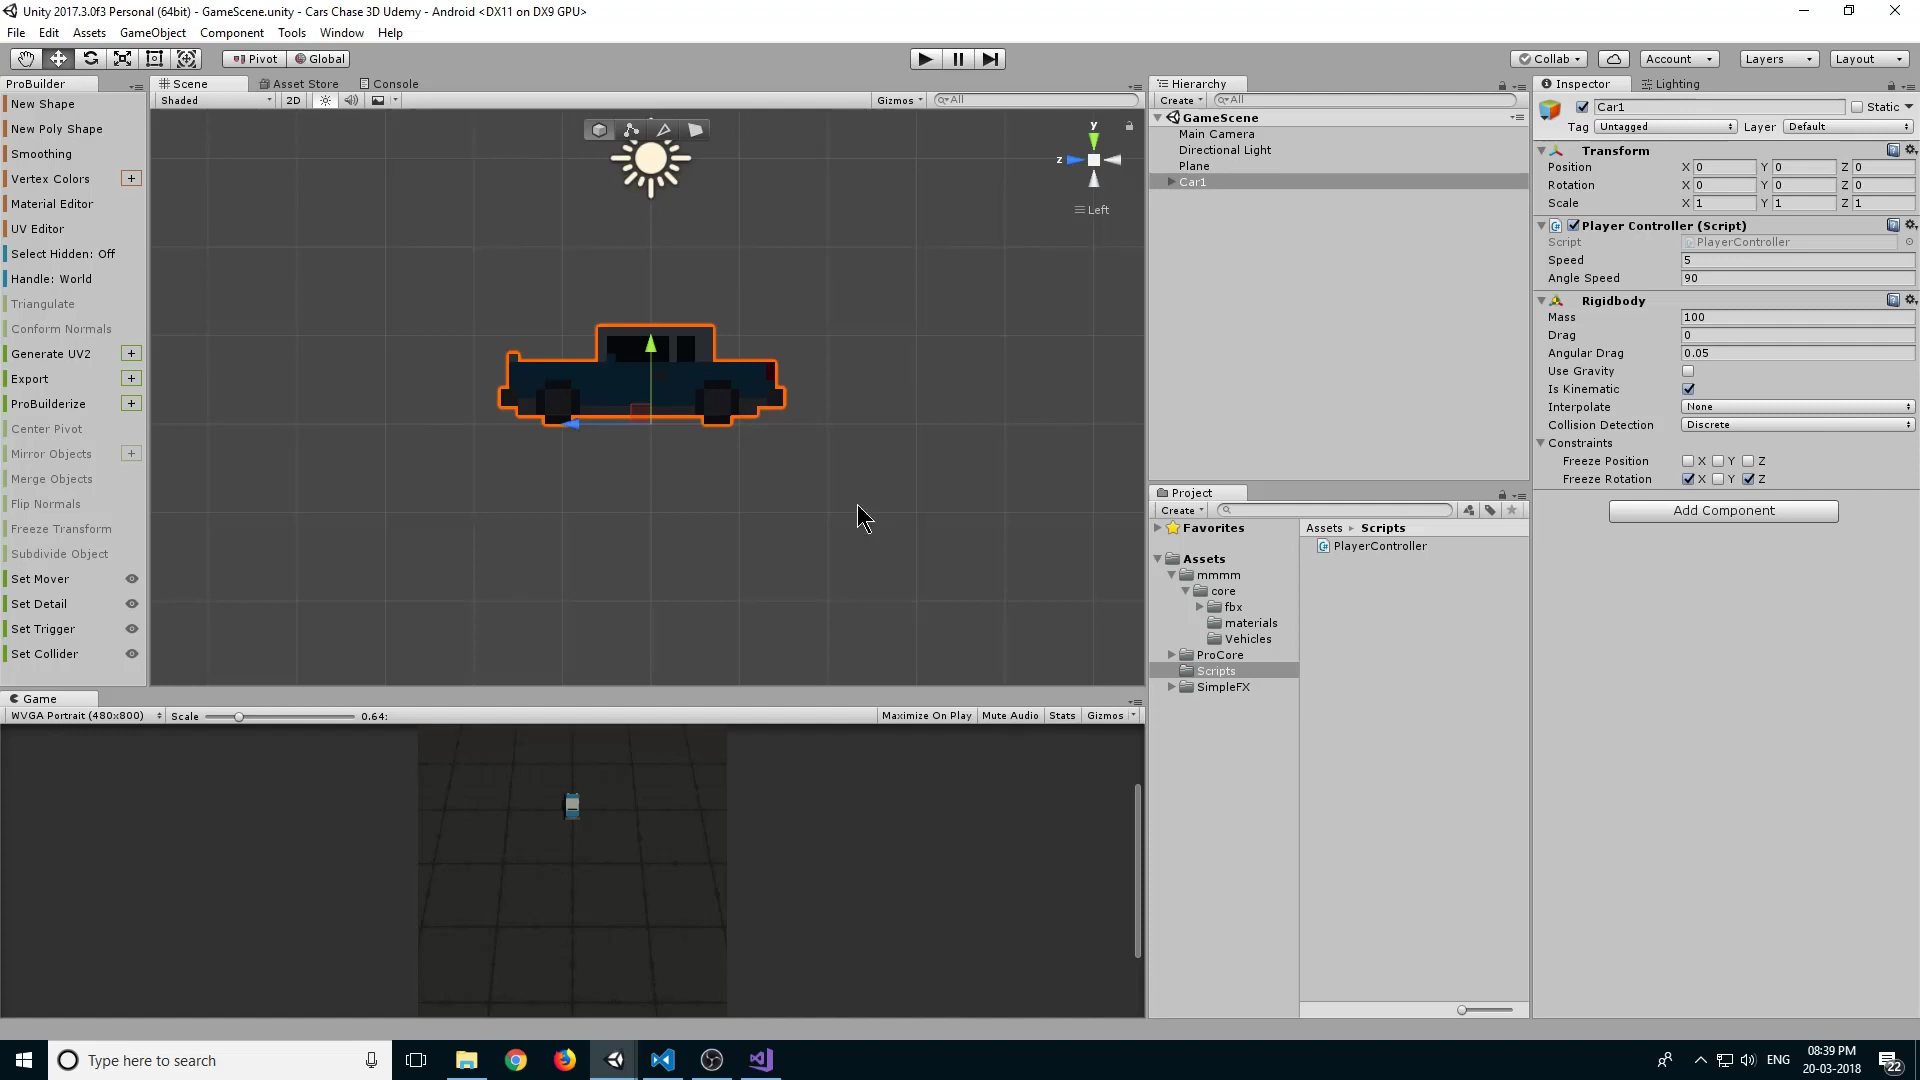 Unity 2017.3.0f3 Personal (64bit) - GameScene.unity - Cars Chase 3D Udemy - Android <DX11 on DX9 GPU>
File Edit Assets GameObject Component Tools Window Help
Pivot Global Collab Account Layers Layout
ProBuilder
New Shape
New Poly Shape
Smoothing
Vertex Colors +
Material Editor
UV Editor
Select Hidden: Off
Handle: World
Triangulate
Conform Normals
Generate UV2 +
Export +
ProBuilderize +
Center Pivot
Mirror Objects +
Merge Objects
Flip Normals
Freeze Transform
Subdivide Object
Set Mover
Set Detail
Set Trigger
Set Collider
Scene Asset Store Console
Shaded 2D Gizmos All
y
z
Left
Game
WVGA Portrait (480x800) Scale 0.64: Maximize On Play Mute Audio Stats Gizmos
Hierarchy
Create All
GameScene
Main Camera
Directional Light
Plane
Car1
Project
Create
Favorites
Assets
mmmm
core
fbx
materials
Vehicles
ProCore
Scripts
SimpleFX
Assets Scripts
PlayerController
Inspector Lighting
Car1 Static
Tag Untagged Layer Default
Transform
Position X 0 Y 0 Z 0
Rotation X 0 Y 0 Z 0
Scale X 1 Y 1 Z 1
Player Controller (Script)
Script PlayerController
Speed 5
Angle Speed 90
Rigidbody
Mass 100
Drag 0
Angular Drag 0.05
Use Gravity
Is Kinematic
Interpolate None
Collision Detection Discrete
Constraints
Freeze Position X Y Z
Freeze Rotation X Y Z
Add Component
Type here to search
ENG
08:39 PM
20-03-2018
22